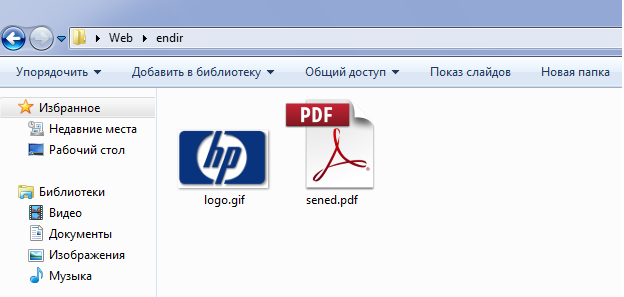 Web endir
Упорядочить Добавить в библиотеку Общий доступ Показ слайдов Новая папка
Избранное
Недавние места
Рабочий стол
Библиотеки
Видео
Документы
Изображения
Музыка
hp
PDF
logo.gif
sened.pdf